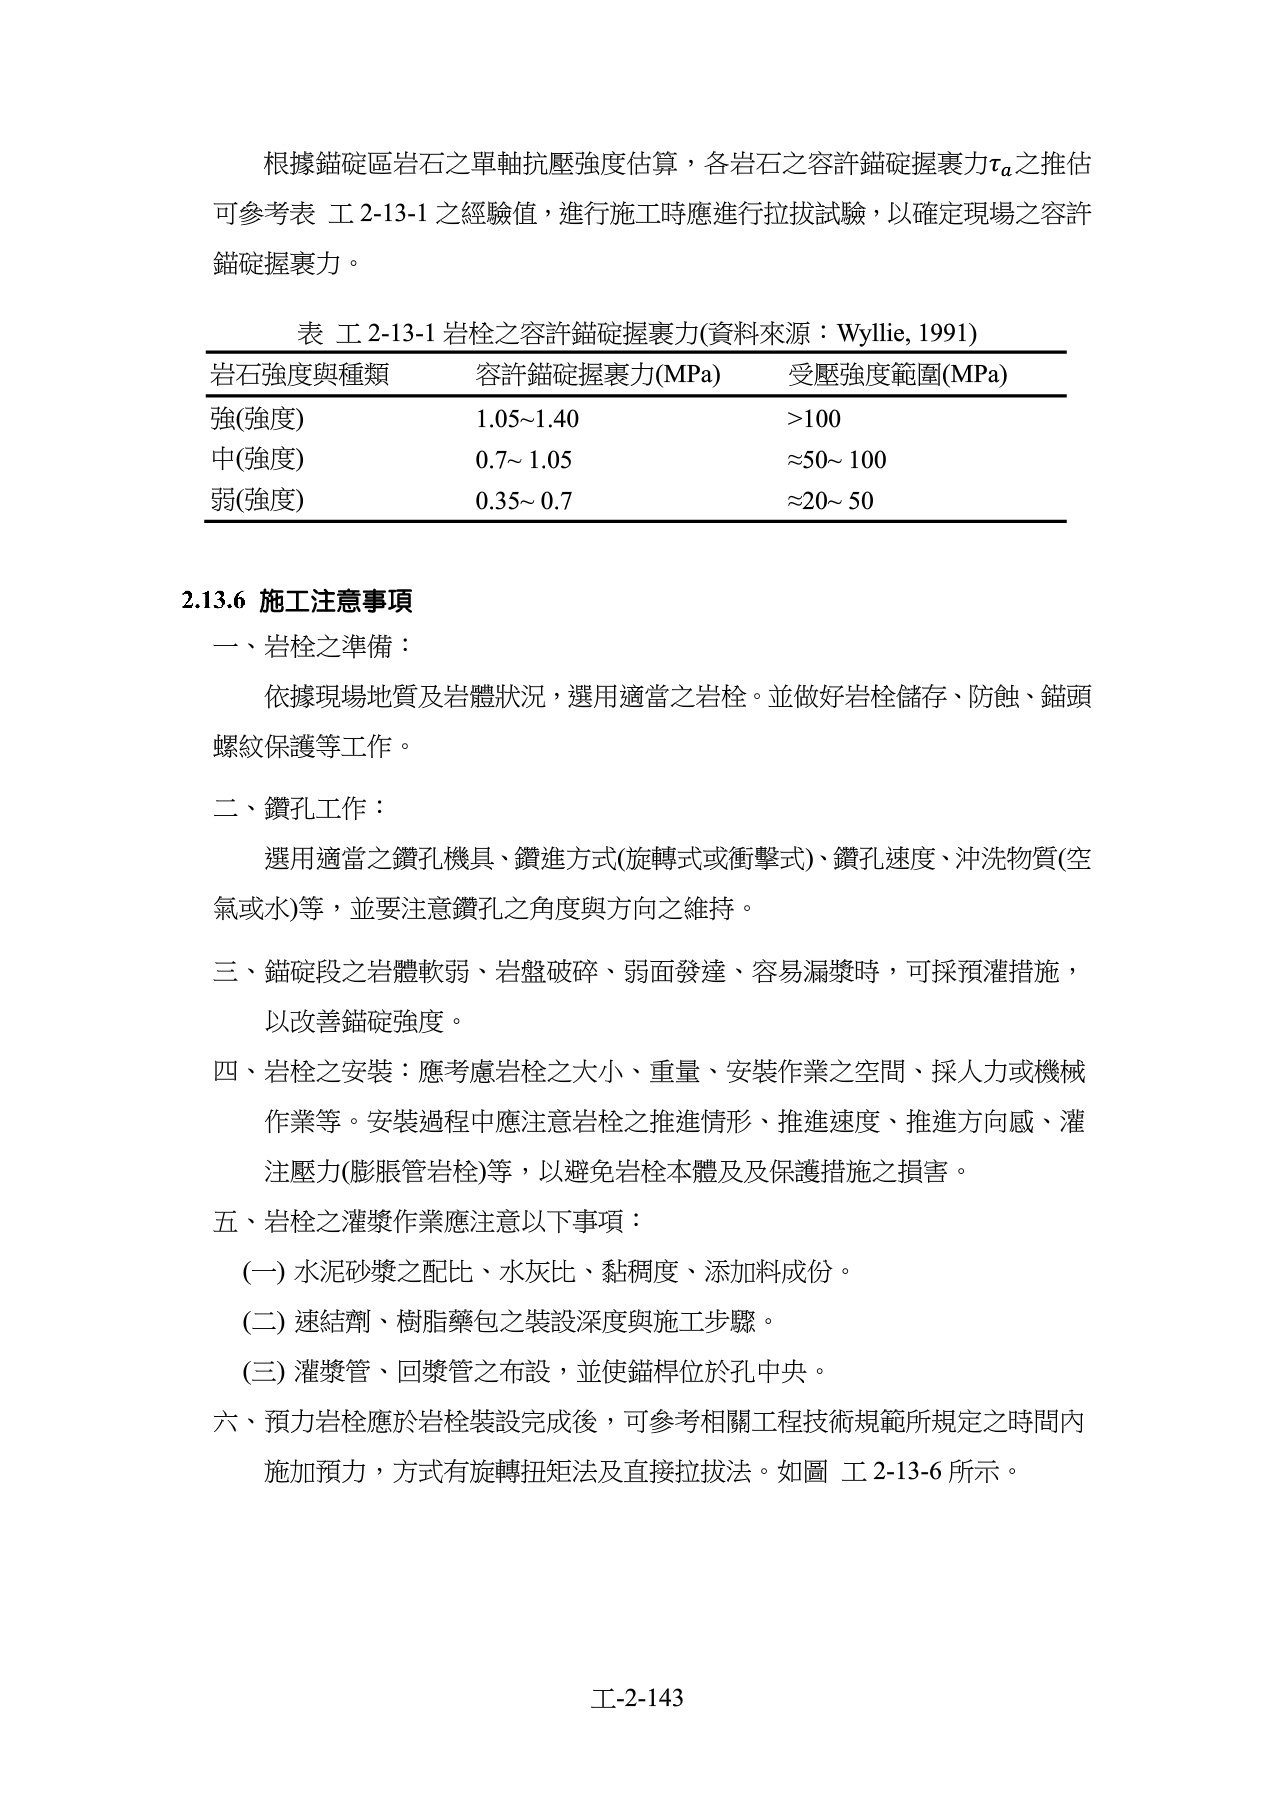 根據錨碇區岩石之單軸抗壓強度估算，各岩石之容許錨碇握裹力τa之推估
可參考表 工 2-13-1 之經驗值，進行施工時應進行拉拔試驗，以確定現場之容許
錨碇握裹力。
表 工 2-13-1 岩栓之容許錨碇握裹力(資料來源：Wyllie, 1991)
岩石強度與種類 容許錨碇握裹力(MPa) 受壓強度範圍(MPa)
強(強度) 1.05~1.40 >100
中(強度) 0.7~ 1.05 ≈50~ 100
弱(強度) 0.35~ 0.7 ≈20~ 50
2.13.6 施工注意事項
一、岩栓之準備：
依據現場地質及岩體狀況，選用適當之岩栓。並做好岩栓儲存、防蝕、錨頭
螺紋保護等工作。
二、鑽孔工作：
選用適當之鑽孔機具、鑽進方式(旋轉式或衝擊式)、鑽孔速度、沖洗物質(空
氣或水)等，並要注意鑽孔之角度與方向之維持。
三、錨碇段之岩體軟弱、岩盤破碎、弱面發達、容易漏漿時，可採預灌措施，
以改善錨碇強度。
四、岩栓之安裝：應考慮岩栓之大小、重量、安裝作業之空間、採人力或機械
作業等。安裝過程中應注意岩栓之推進情形、推進速度、推進方向感、灌
注壓力(膨脹管岩栓)等，以避免岩栓本體及及保護措施之損害。
五、岩栓之灌漿作業應注意以下事項：
(一) 水泥砂漿之配比、水灰比、黏稠度、添加料成份。
(二) 速結劑、樹脂藥包之裝設深度與施工步驟。
(三) 灌漿管、回漿管之布設，並使錨桿位於孔中央。
六、預力岩栓應於岩栓裝設完成後，可參考相關工程技術規範所規定之時間內
施加預力，方式有旋轉扭矩法及直接拉拔法。如圖 工 2-13-6 所示。
工-2-143